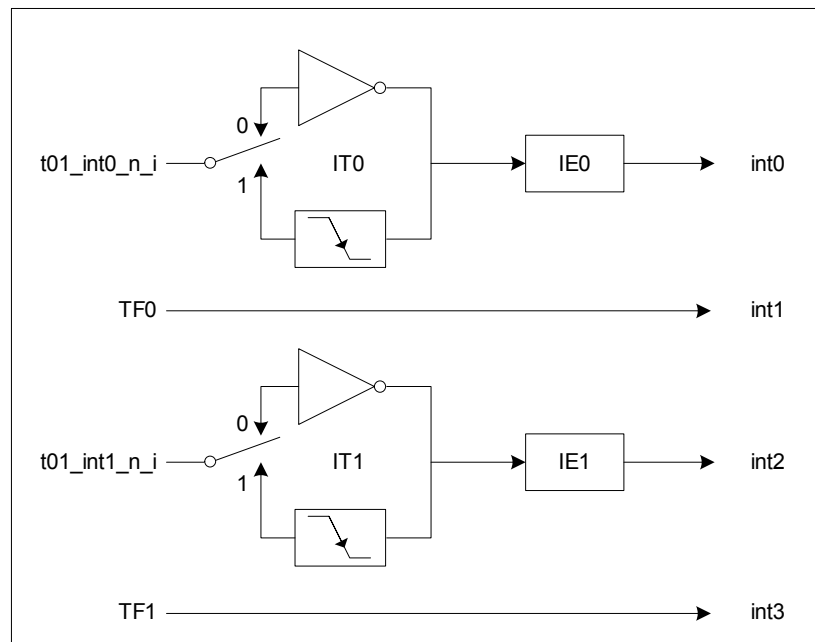 0
t01_int0_n_i IT0 IE0 int0
1
TF0 int1
0
t01_int1_n_i IT1 IE1 int2
1
TF1 int3